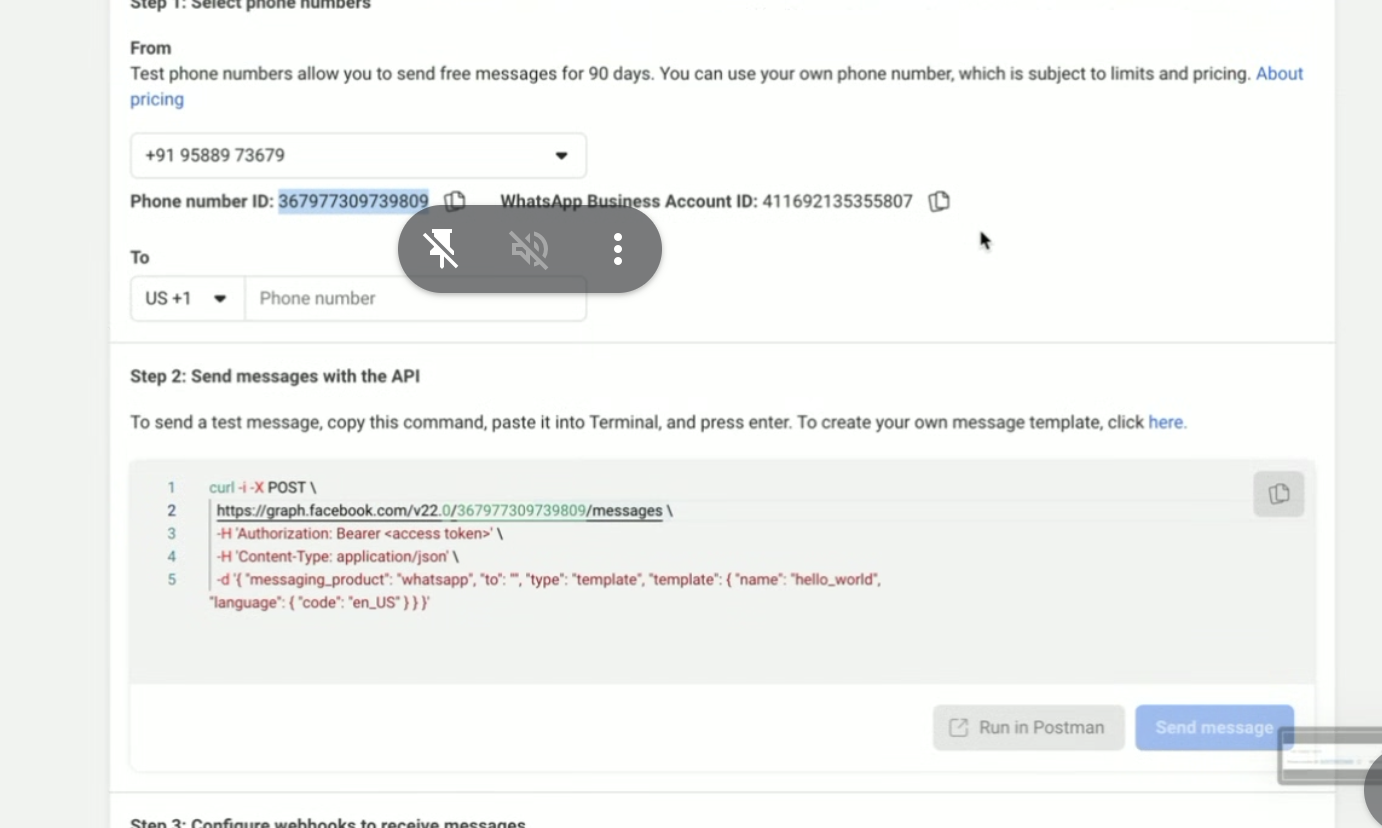 Step 1: Select phone numbers
From
Test phone numbers allow you to send free messages for 90 days. You can use your own phone number, which is subject to limits and pricing. About
pricing
+91 95889 73679
Phone number ID: 367977309739809 WhatsApp Business Account ID: 411692135355807
To
US +1 Phone number
Step 2: Send messages with the API
To send a test message, copy this command, paste it into Terminal, and press enter. To create your own message template, click here.
1 curl -i -X POST \
2 https://graph.facebook.com/v22.0/367977309739809/messages \
3 -H 'Authorization: Bearer <access token>' \
4 -H 'Content-Type: application/json' \
5 -d '{ "messaging_product": "whatsapp", "to": "", "type": "template", "template": { "name": "hello_world",
"language": { "code": "en_US" } } }'
Run in Postman Send message
Step 3: Configure webhooks to receive messages